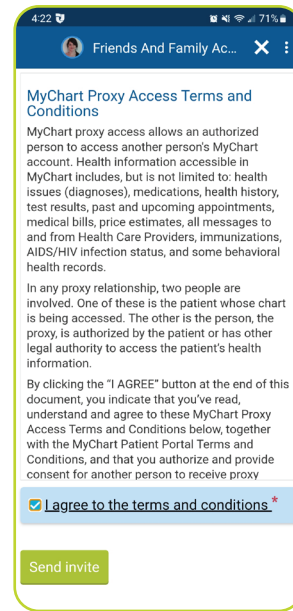 4:22 71%
Friends And Family Ac...
MyChart Proxy Access Terms and
Conditions
MyChart proxy access allows an authorized
person to access another person's MyChart
account. Health information accessible in
MyChart includes, but is not limited to: health
issues (diagnoses), medications, health history,
test results, past and upcoming appointments,
medical bills, price estimates, all messages to
and from Health Care Providers, immunizations,
AIDS/HIV infection status, and some behavioral
health records.
In any proxy relationship, two people are
involved. One of these is the patient whose chart
is being accessed. The other is the person, the
proxy, is authorized by the patient or has other
legal authority to access the patient's health
information.
By clicking the "I AGREE" button at the end of this
document, you indicate that you've read,
understand and agree to these MyChart Proxy
Access Terms and Conditions below, together
with the MyChart Patient Portal Terms and
Conditions, and that you authorize and provide
consent for another person to receive proxy
I agree to the terms and conditions *
Send invite